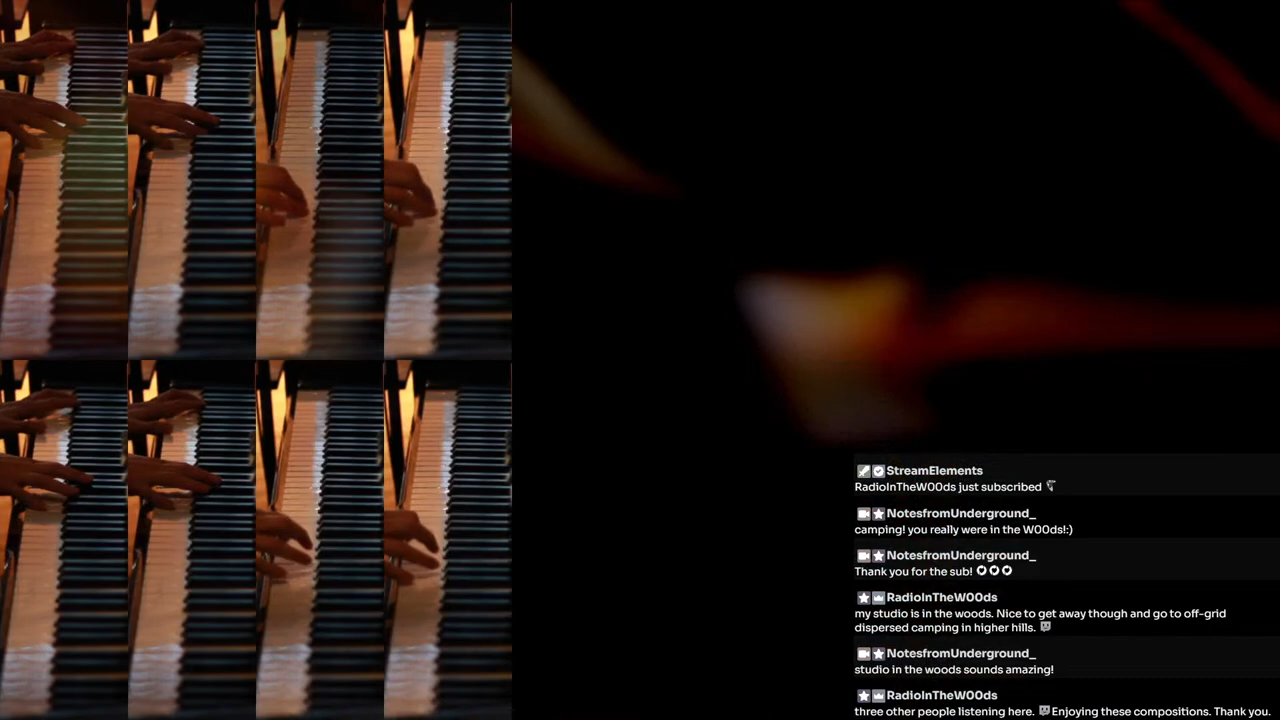 StreamElements
RadioInTheW00ds just subscribed
NotesfromUnderground_
camping! you really were in the W00ds!:)
NotesfromUnderground_
Thank you for the sub!
RadioInTheW00ds
my studio is in the woods. Nice to get away though and go to off-grid
dispersed camping in higher hills.
NotesfromUnderground_
studio in the woods sounds amazing!
RadioInTheW00ds
three other people listening here. Enjoying these compositions. Thank you.